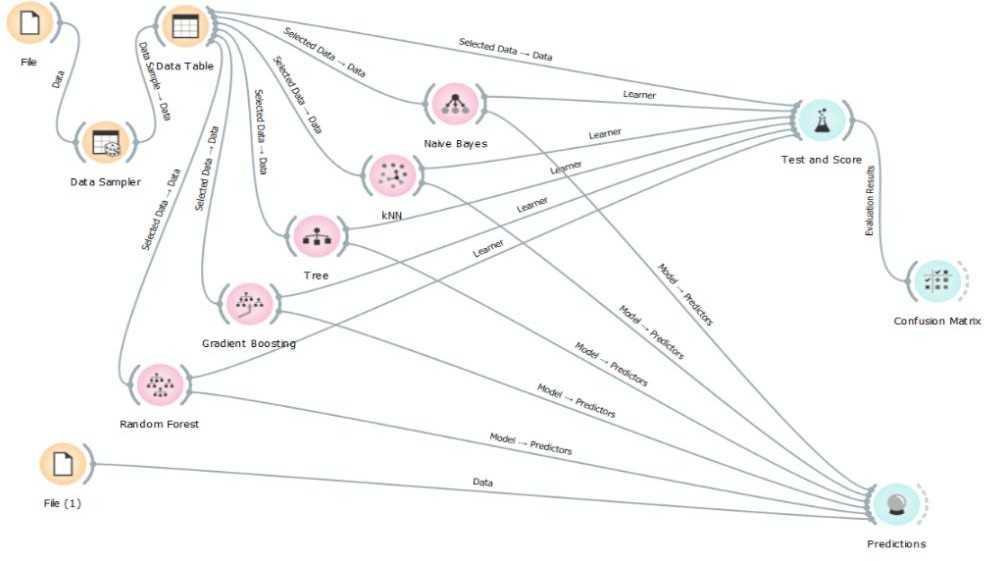 File
Data
Data Sampler
Data Sample → Data
Data Table
Selected Data → Data
Selected Data → Data
Selected Data → Data
Selected Data → Data
Selected Data → Data
Selected Data → Data
Naive Bayes
kNN
Tree
Gradient Boosting
Random Forest
Learner
Learner
Learner
Learner
Learner
Test and Score
Evaluation Results
Confusion Matrix
Model → Predictors
Model → Predictors
Model → Predictors
Model → Predictors
Model → Predictors
File (1)
Data
Predictions